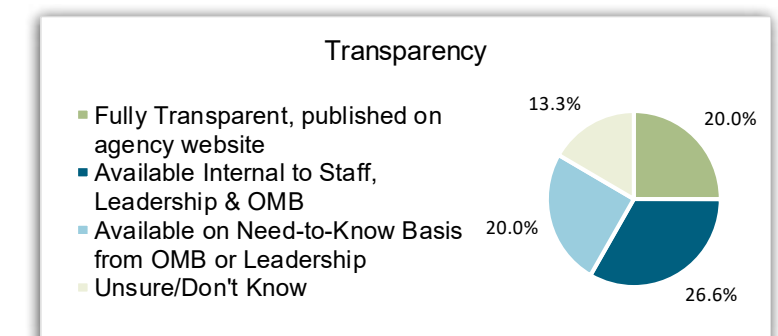 Transparency
Fully Transparent, published on
agency website
Available Internal to Staff,
Leadership & OMB
Available on Need-to-Know Basis
from OMB or Leadership
Unsure/Don't Know
13.3%
20.0%
20.0%
26.6%